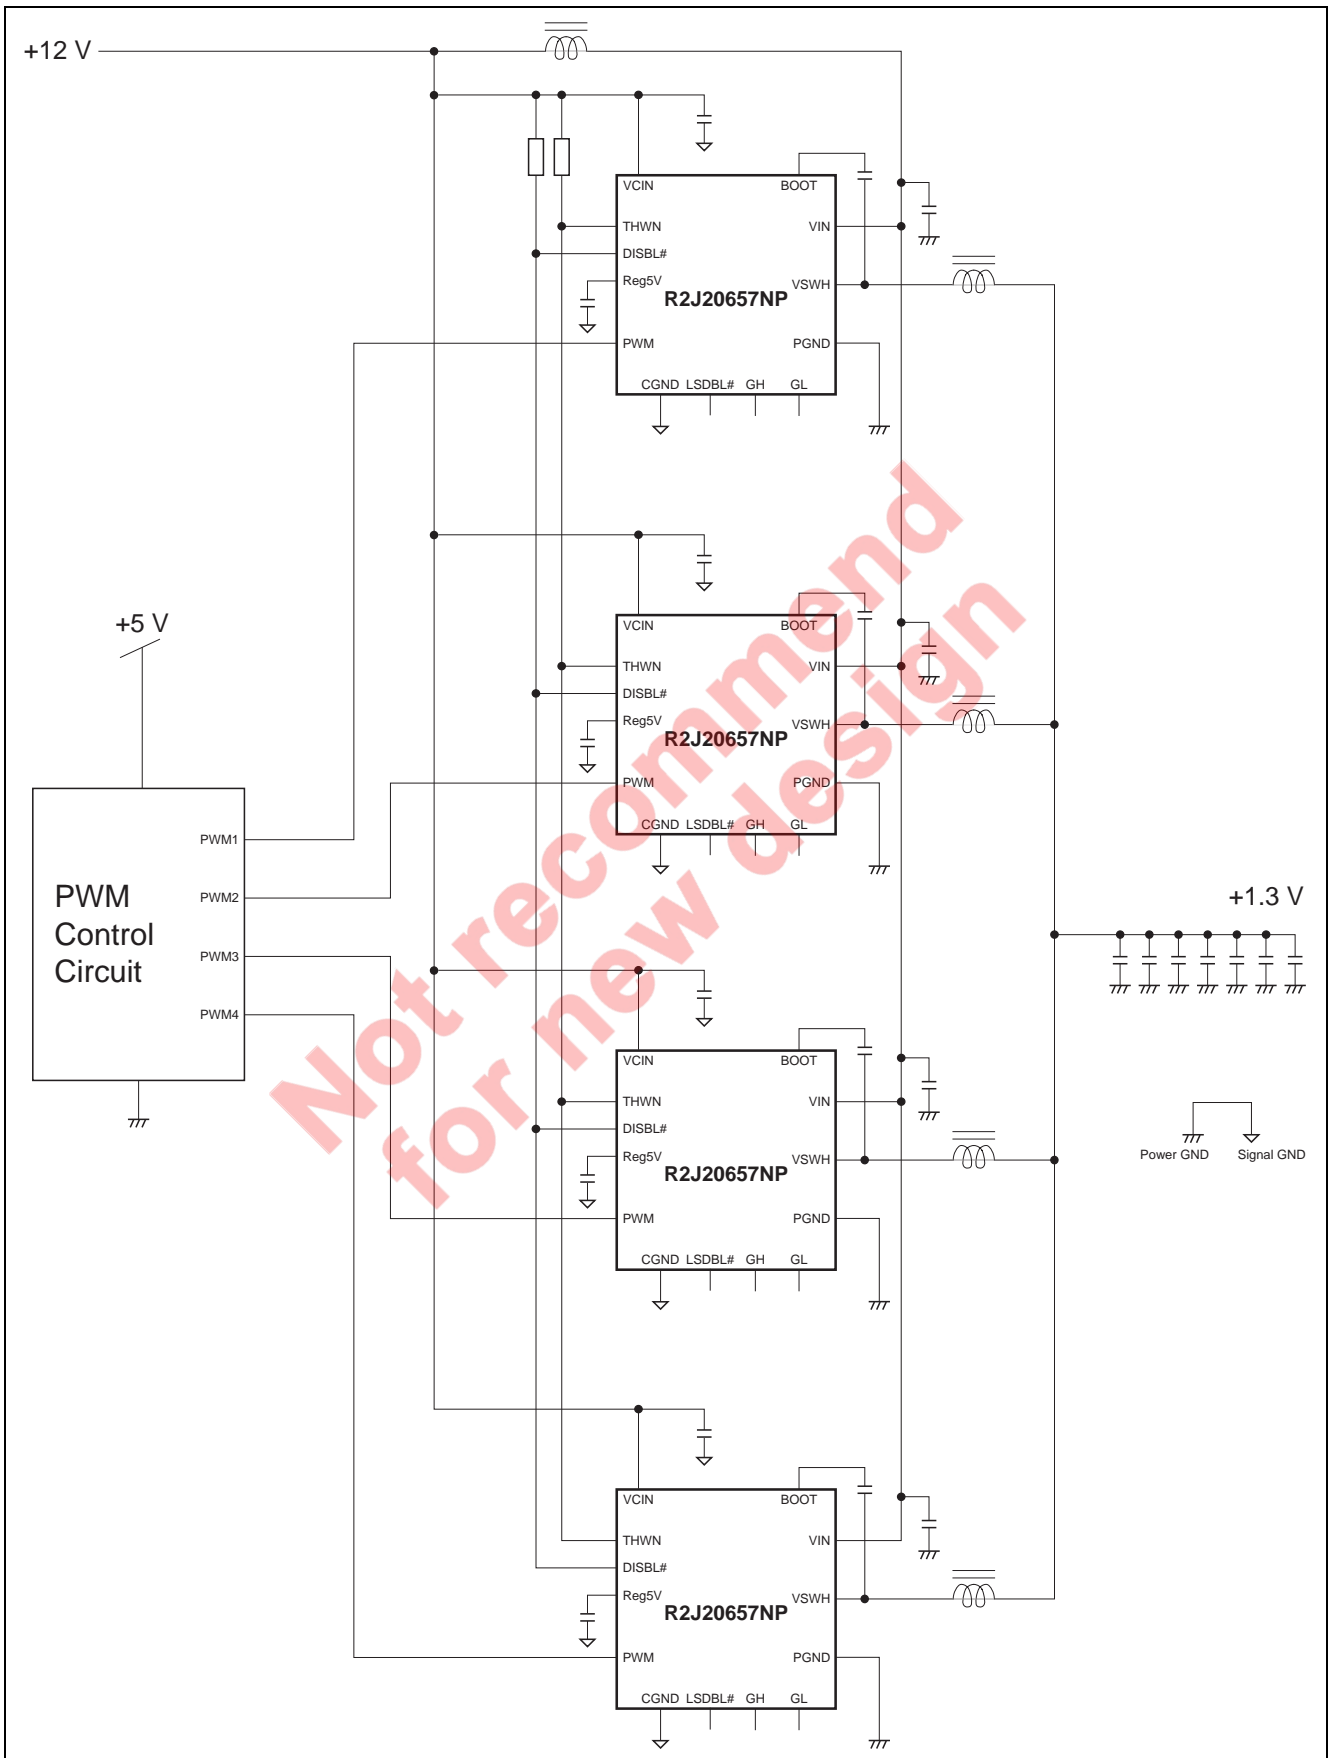 +12 V
VCIN
BOOT
THWN
VIN
DISBL#
Reg5V
VSWH
R2J20657NP
PWM
PGND
CGND LSDBL# GH GL
VCIN
BOOT
THWN
VIN
DISBL#
Reg5V
VSWH
R2J20657NP
PWM
PGND
CGND LSDBL# GH GL
+5 V
PWM1
PWM2
PWM3
PWM4
PWM
Control
Circuit
VCIN
BOOT
THWN
VIN
DISBL#
Reg5V
VSWH
R2J20657NP
PWM
PGND
CGND LSDBL# GH GL
+1.3 V
Power GND
Signal GND
VCIN
BOOT
THWN
VIN
DISBL#
Reg5V
VSWH
R2J20657NP
PWM
PGND
CGND LSDBL# GH GL
Not recommend
for new design